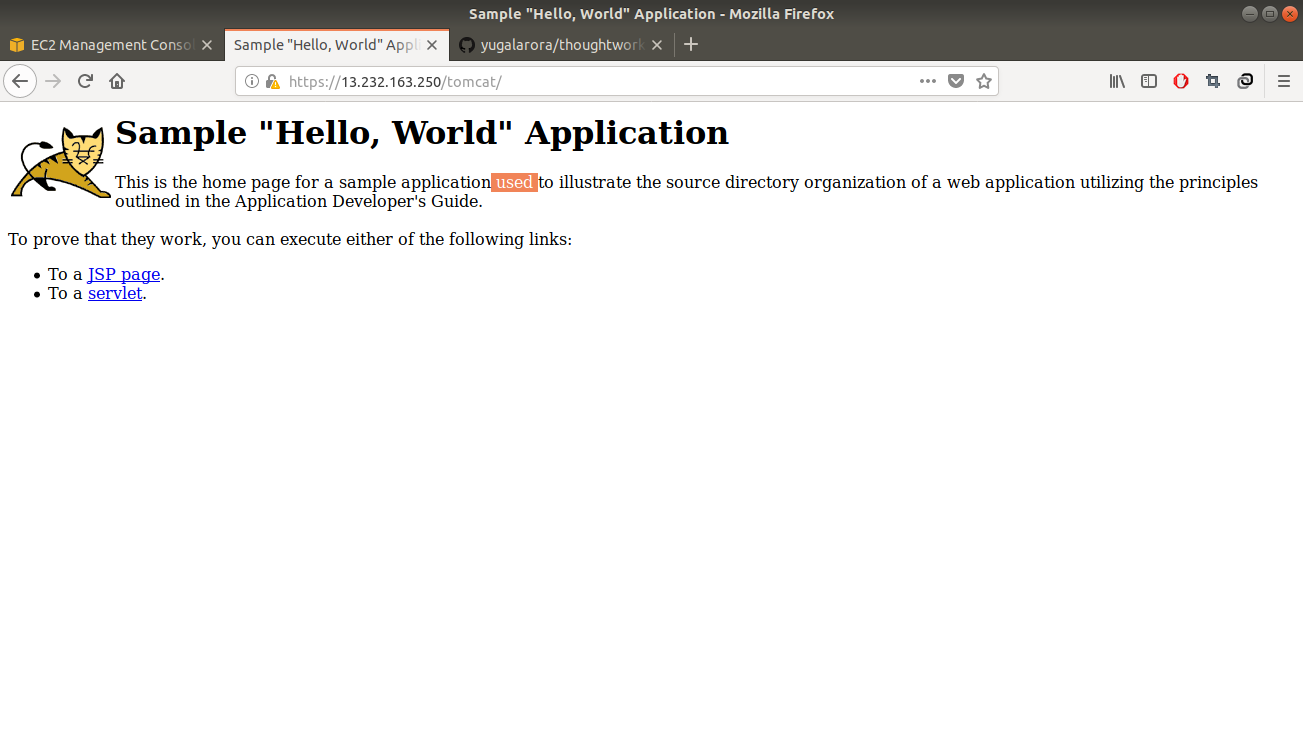 Sample "Hello, World" Application - Mozilla Firefox
EC2 Management Consol
Sample "Hello, World" Appl
yugalarora/thoughtwork
https://13.232.163.250/tomcat/
Sample "Hello, World" Application
This is the home page for a sample application used to illustrate the source directory organization of a web application utilizing the principles
outlined in the Application Developer's Guide.
To prove that they work, you can execute either of the following links:
• To a JSP page.
• To a servlet.